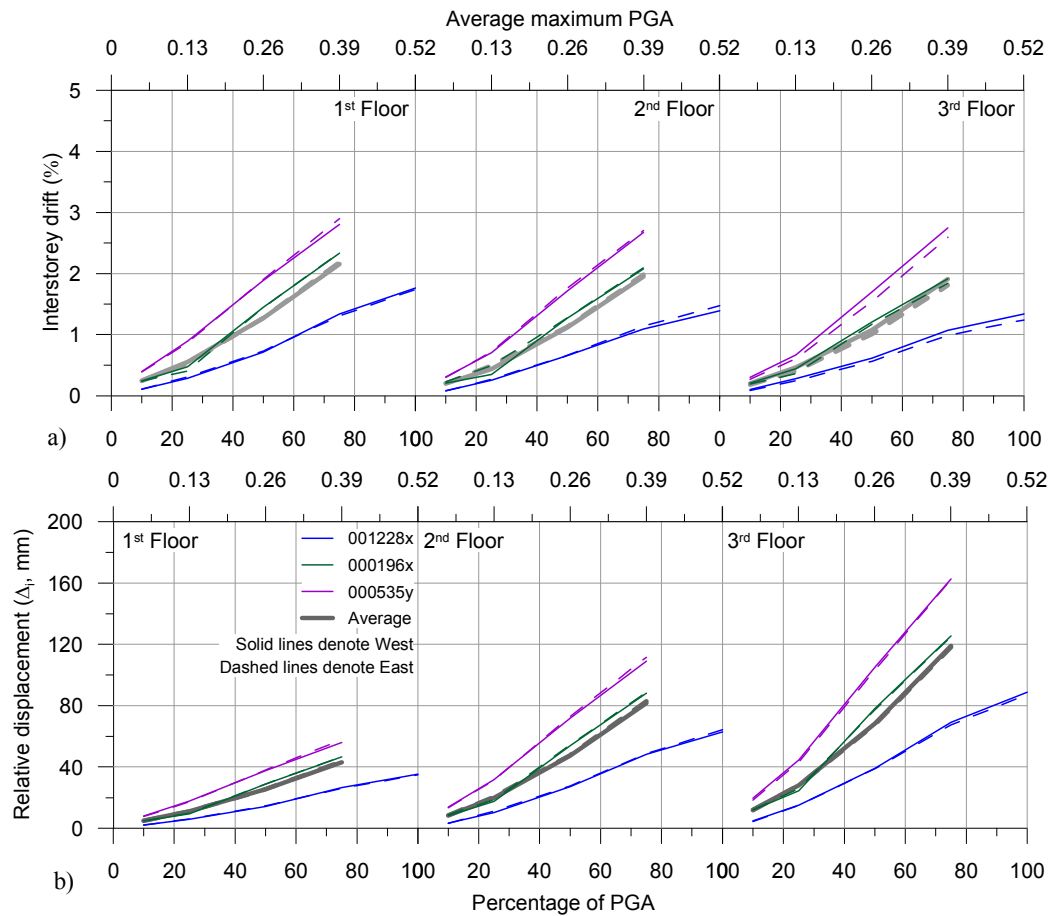 Average maximum PGA
0 0.13 0.26 0.39 0.52 0.13 0.26 0.39 0.52 0.13 0.26 0.39 0.52
Interstorey drift (%)
5
4
3
2
1
0
1st Floor
2nd Floor
3rd Floor
a)
0 20 40 60 80 100 20 40 60 80 0 20 40 60 80 100
0 0.13 0.26 0.39 0.52 0.13 0.26 0.39 0.52 0.13 0.26 0.39 0.52
Relative displacement (Δi, mm)
200
160
120
80
40
0
1st Floor
2nd Floor
3rd Floor
001228x
000196x
000535y
Average
Solid lines denote West
Dashed lines denote East
b)
0 20 40 60 80 100 20 40 60 80 100 20 40 60 80 100
Percentage of PGA